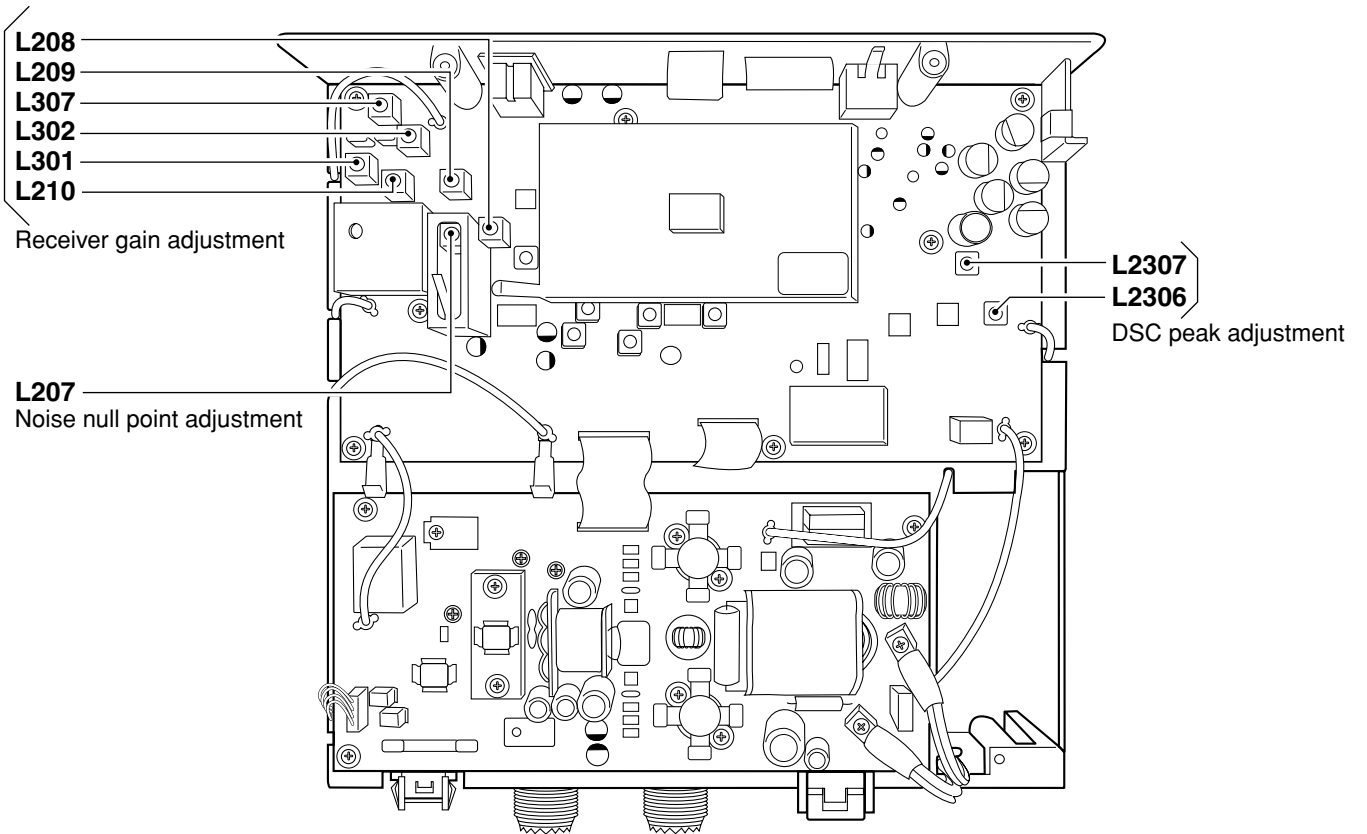 L208
L209
L307
L302
L301
L210
Receiver gain adjustment
L207
Noise null point adjustment
L2307
L2306
DSC peak adjustment